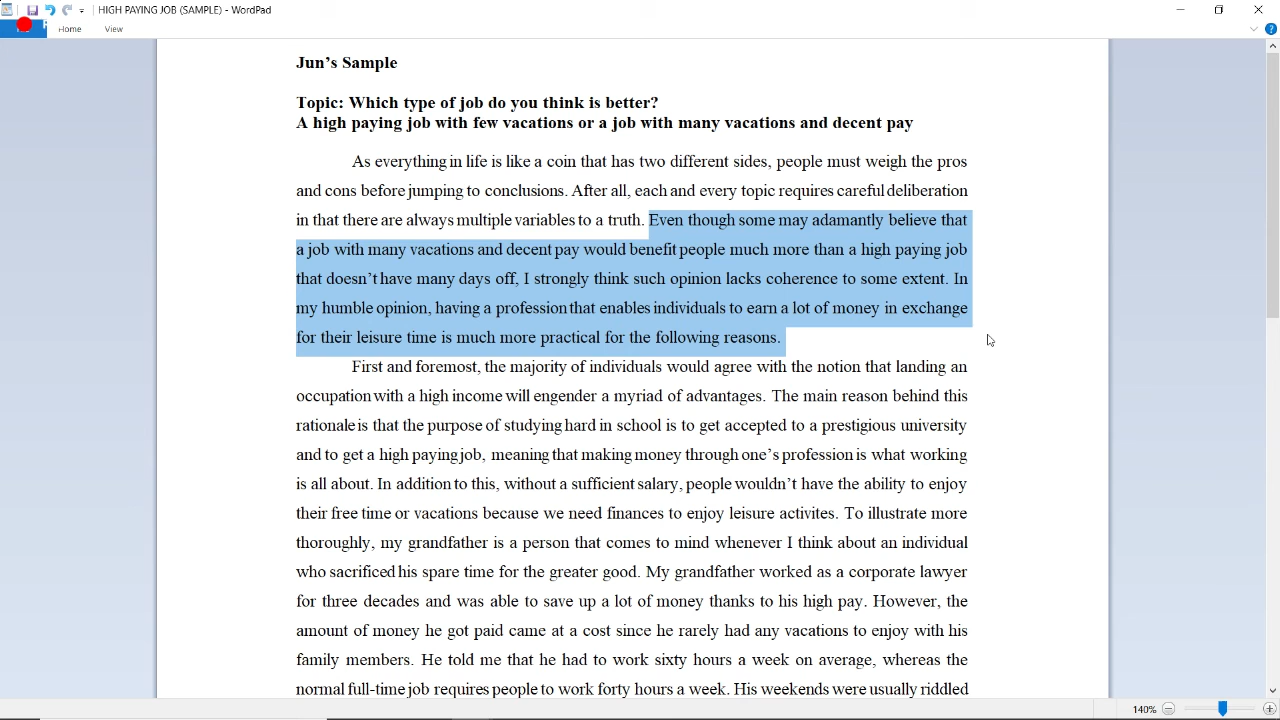 HIGH PAYING JOB (SAMPLE) - WordPad
Home
View
Jun's Sample
Topic: Which type of job do you think is better?
A high paying job with few vacations or a job with many vacations and decent pay
As everything in life is like a coin that has two different sides, people must weigh the pros
and cons before jumping to conclusions. After all, each and every topic requires careful deliberation
in that there are always multiple variables to a truth. Even though some may adamantly believe that
a job with many vacations and decent pay would benefit people much more than a high paying job
that doesn't have many days off, I strongly think such opinion lacks coherence to some extent. In
my humble opinion, having a profession that enables individuals to earn a lot of money in exchange
for their leisure time is much more practical for the following reasons.
First and foremost, the majority of individuals would agree with the notion that landing an
occupation with a high income will engender a myriad of advantages. The main reason behind this
rationale is that the purpose of studying hard in school is to get accepted to a prestigious university
and to get a high paying job, meaning that making money through one's profession is what working
is all about. In addition to this, without a sufficient salary, people wouldn't have the ability to enjoy
their free time or vacations because we need finances to enjoy leisure activites. To illustrate more
thoroughly, my grandfather is a person that comes to mind whenever I think about an individual
who sacrificed his spare time for the greater good. My grandfather worked as a corporate lawyer
for three decades and was able to save up a lot of money thanks to his high pay. However, the
amount of money he got paid came at a cost since he rarely had any vacations to enjoy with his
family members. He told me that he had to work sixty hours a week on average, whereas the
normal full-time job requires people to work forty hours a week. His weekends were usually riddled
140%